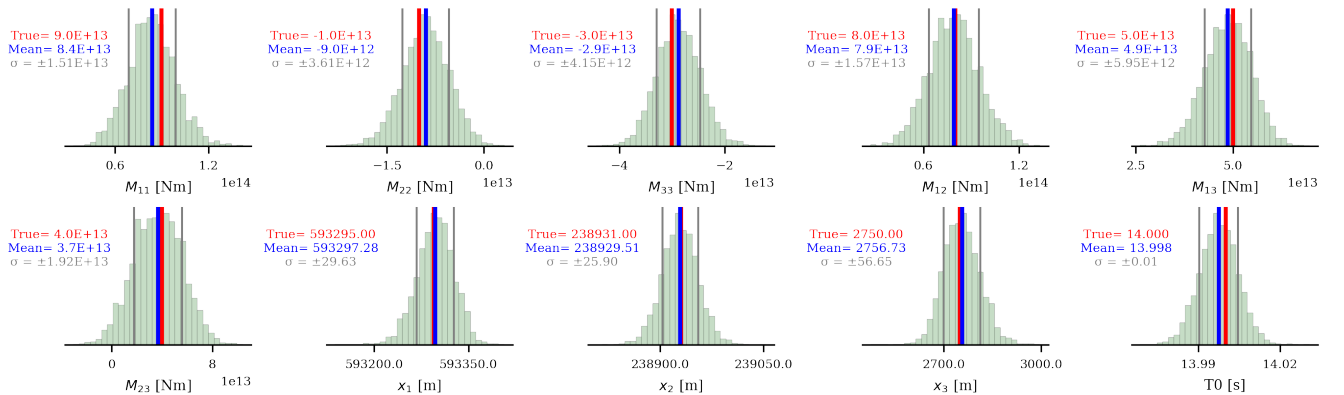 True= 9.0E+13
Mean= 8.4E+13
σ = ±1.51E+13
0.6
1.2
1e14
M11 [Nm]
True= -1.0E+13
Mean= -9.0E+12
σ = ±3.61E+12
−1.5
0.0
1e13
M22 [Nm]
True= -3.0E+13
Mean= -2.9E+13
σ = ±4.15E+12
−4
−2
1e13
M33 [Nm]
True= 8.0E+13
Mean= 7.9E+13
σ = ±1.57E+13
0.6
1.2
1e14
M12 [Nm]
True= 5.0E+13
Mean= 4.9E+13
σ = ±5.95E+12
2.5
5.0
1e13
M13 [Nm]
True= 4.0E+13
Mean= 3.7E+13
σ = ±1.92E+13
0
8
1e13
M23 [Nm]
True= 593295.00
Mean= 593297.28
σ = ±29.63
593200.0
593350.0
x1 [m]
True= 238931.00
Mean= 238929.51
σ = ±25.90
238900.0
239050.0
x2 [m]
True= 2750.00
Mean= 2756.73
σ = ±56.65
2700.0
3000.0
x3 [m]
True= 14.000
Mean= 13.998
σ = ±0.01
13.99
14.02
T0 [s]